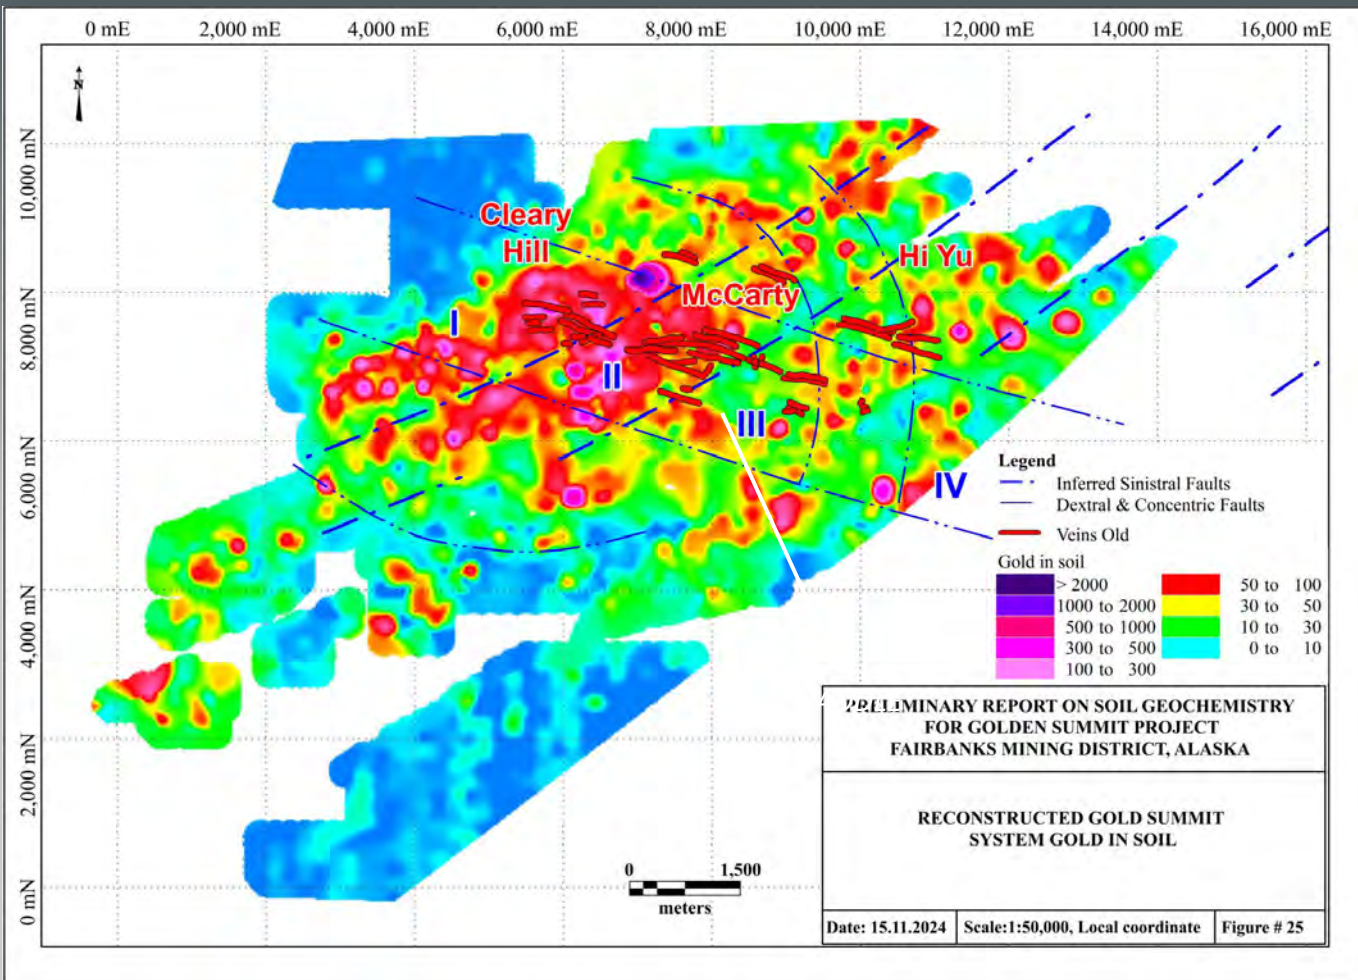 0 mE 2,000 mE 4,000 mE 6,000 mE 8,000 mE 10,000 mE 12,000 mE 14,000 mE 16,000 mE
N
10,000 mN
8,000 mN
6,000 mN
4,000 mN
2,000 mN
0 mN
Cleary
Hill
McCarty
Hi Yu
I
II
III
IV
Legend
Inferred Sinistral Faults
Dextral & Concentric Faults
Veins Old
Gold in soil
> 2000 50 to 100
1000 to 2000 30 to 50
500 to 1000 10 to 30
300 to 500 0 to 10
100 to 300
0 1,500
meters
PRELIMINARY REPORT ON SOIL GEOCHEMISTRY
FOR GOLDEN SUMMIT PROJECT
FAIRBANKS MINING DISTRICT, ALASKA
RECONSTRUCTED GOLD SUMMIT
SYSTEM GOLD IN SOIL
Date: 15.11.2024 Scale:1:50,000, Local coordinate Figure # 25